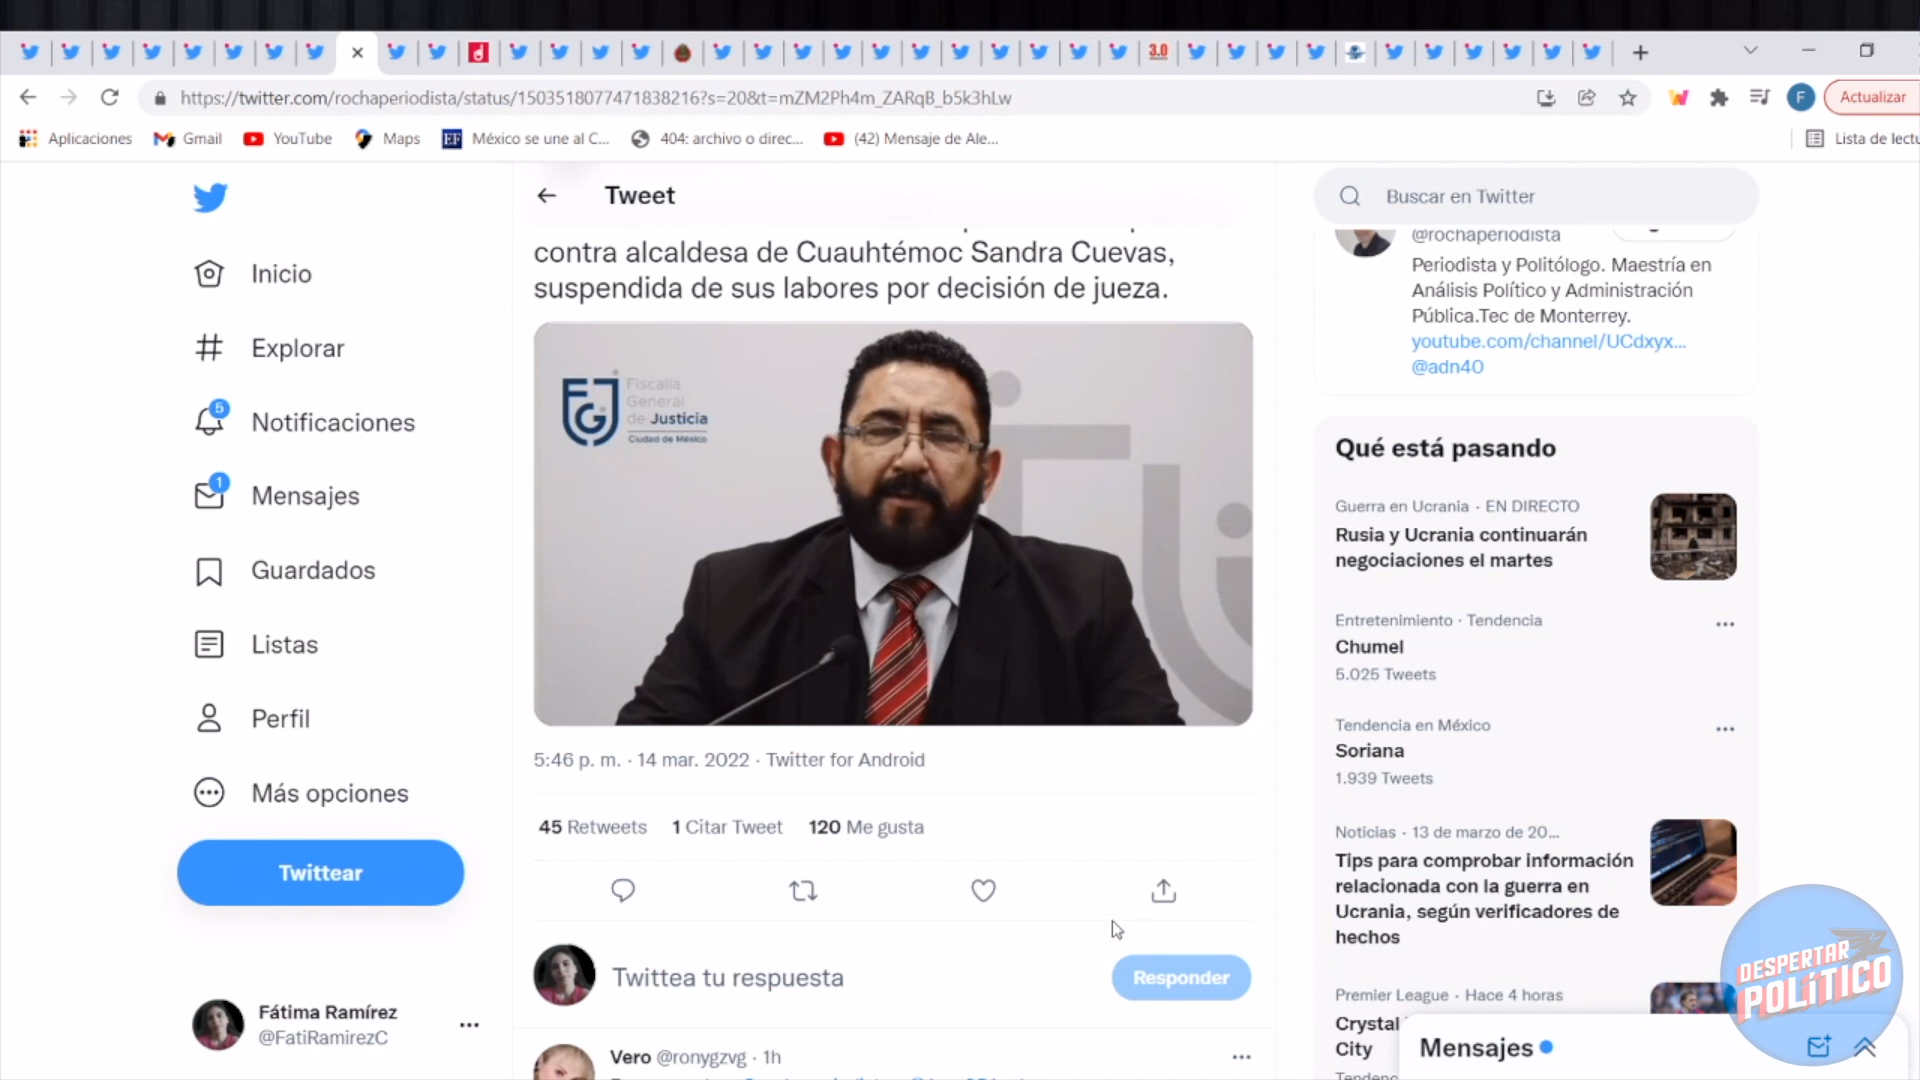 3.0
https://twitter.com/rochaperiodista/status/1503518077471838216?s=20&t=mZM2Ph4m_ZARqB_b5k3hLw
F
Actualizar
Aplicaciones
Gmail
YouTube
Maps
EF
México se une al C...
404: archivo o direc...
(42) Mensaje de Ale...
Lista de lectu
Inicio
Explorar
5
Notificaciones
1
Mensajes
Guardados
Listas
Perfil
Más opciones
Twittear
Fátima Ramírez
@FatiRamirezC
Tweet
contra alcaldesa de Cuauhtémoc Sandra Cuevas,
suspendida de sus labores por decisión de jueza.
FGJ
Fiscalía
General
de Justicia
Ciudad de México
5:46 p. m. · 14 mar. 2022 · Twitter for Android
45 Retweets 1 Citar Tweet 120 Me gusta
Twittea tu respuesta
Responder
Vero @ronygzvg · 1h
Buscar en Twitter
@rochaperiodista
Periodista y Politólogo. Maestría en
Análisis Político y Administración
Pública.Tec de Monterrey.
youtube.com/channel/UCdxyx...
@adn40
Qué está pasando
Guerra en Ucrania · EN DIRECTO
Rusia y Ucrania continuarán
negociaciones el martes
Entretenimiento · Tendencia
Chumel
5.025 Tweets
Tendencia en México
Soriana
1.939 Tweets
Noticias · 13 de marzo de 20...
Tips para comprobar información
relacionada con la guerra en
Ucrania, según verificadores de
hechos
Premier League · Hace 4 horas
Crystal
City
Mensajes
DESPERTAR
POLÍTICO